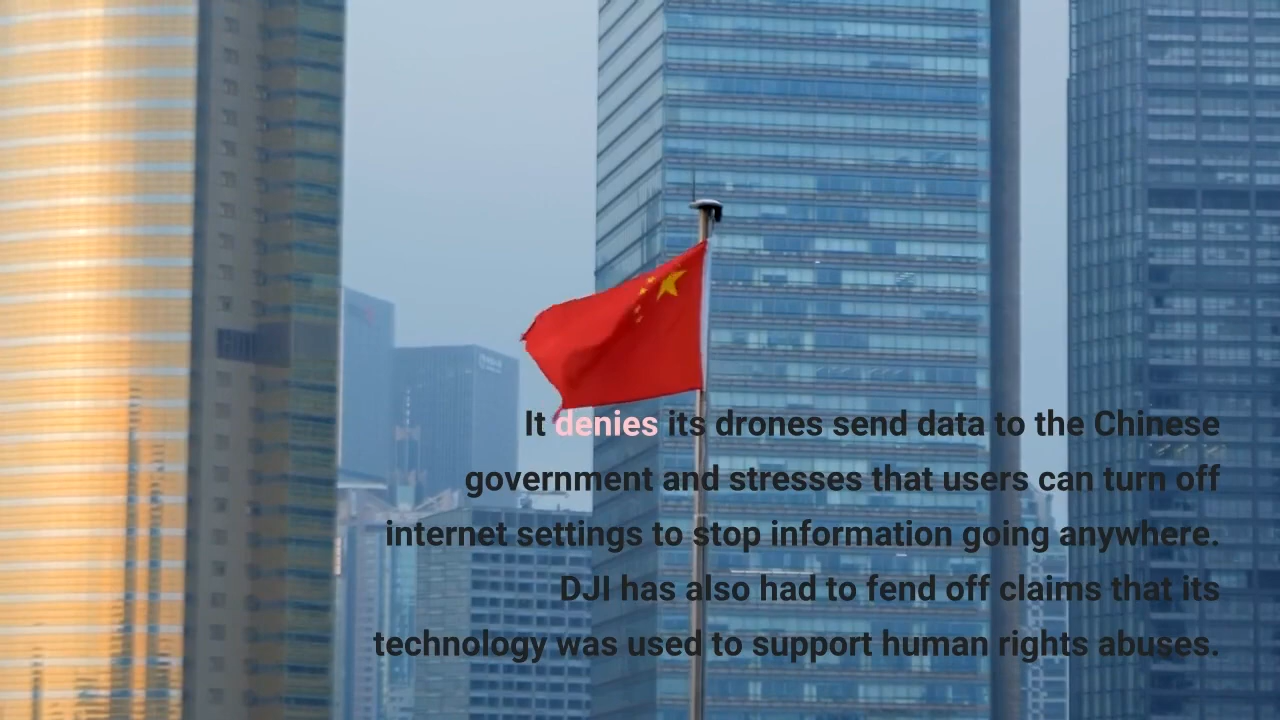 It denies its drones send data to the Chinese
government and stresses that users can turn off
internet settings to stop information going anywhere.
DJI has also had to fend off claims that its
technology was used to support human rights abuses.